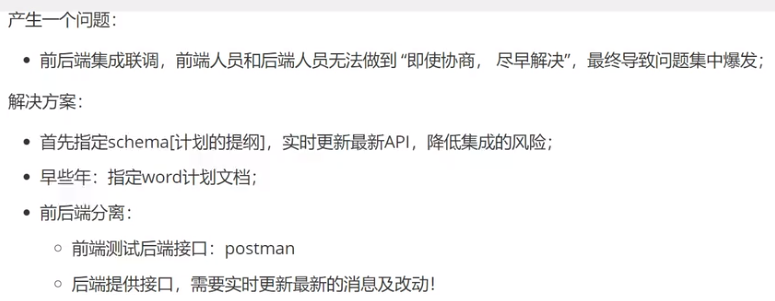 产生一个问题：
前后端集成联调，前端人员和后端人员无法做到 “即使协商， 尽早解决”，最终导致问题集中爆发；
解决方案：
首先指定schema[计划的提纲]，实时更新最新API，降低集成的风险；
早些年：指定word计划文档；
前后端分离：
前端测试后端接口：postman
后端提供接口，需要实时更新最新的消息及改动！